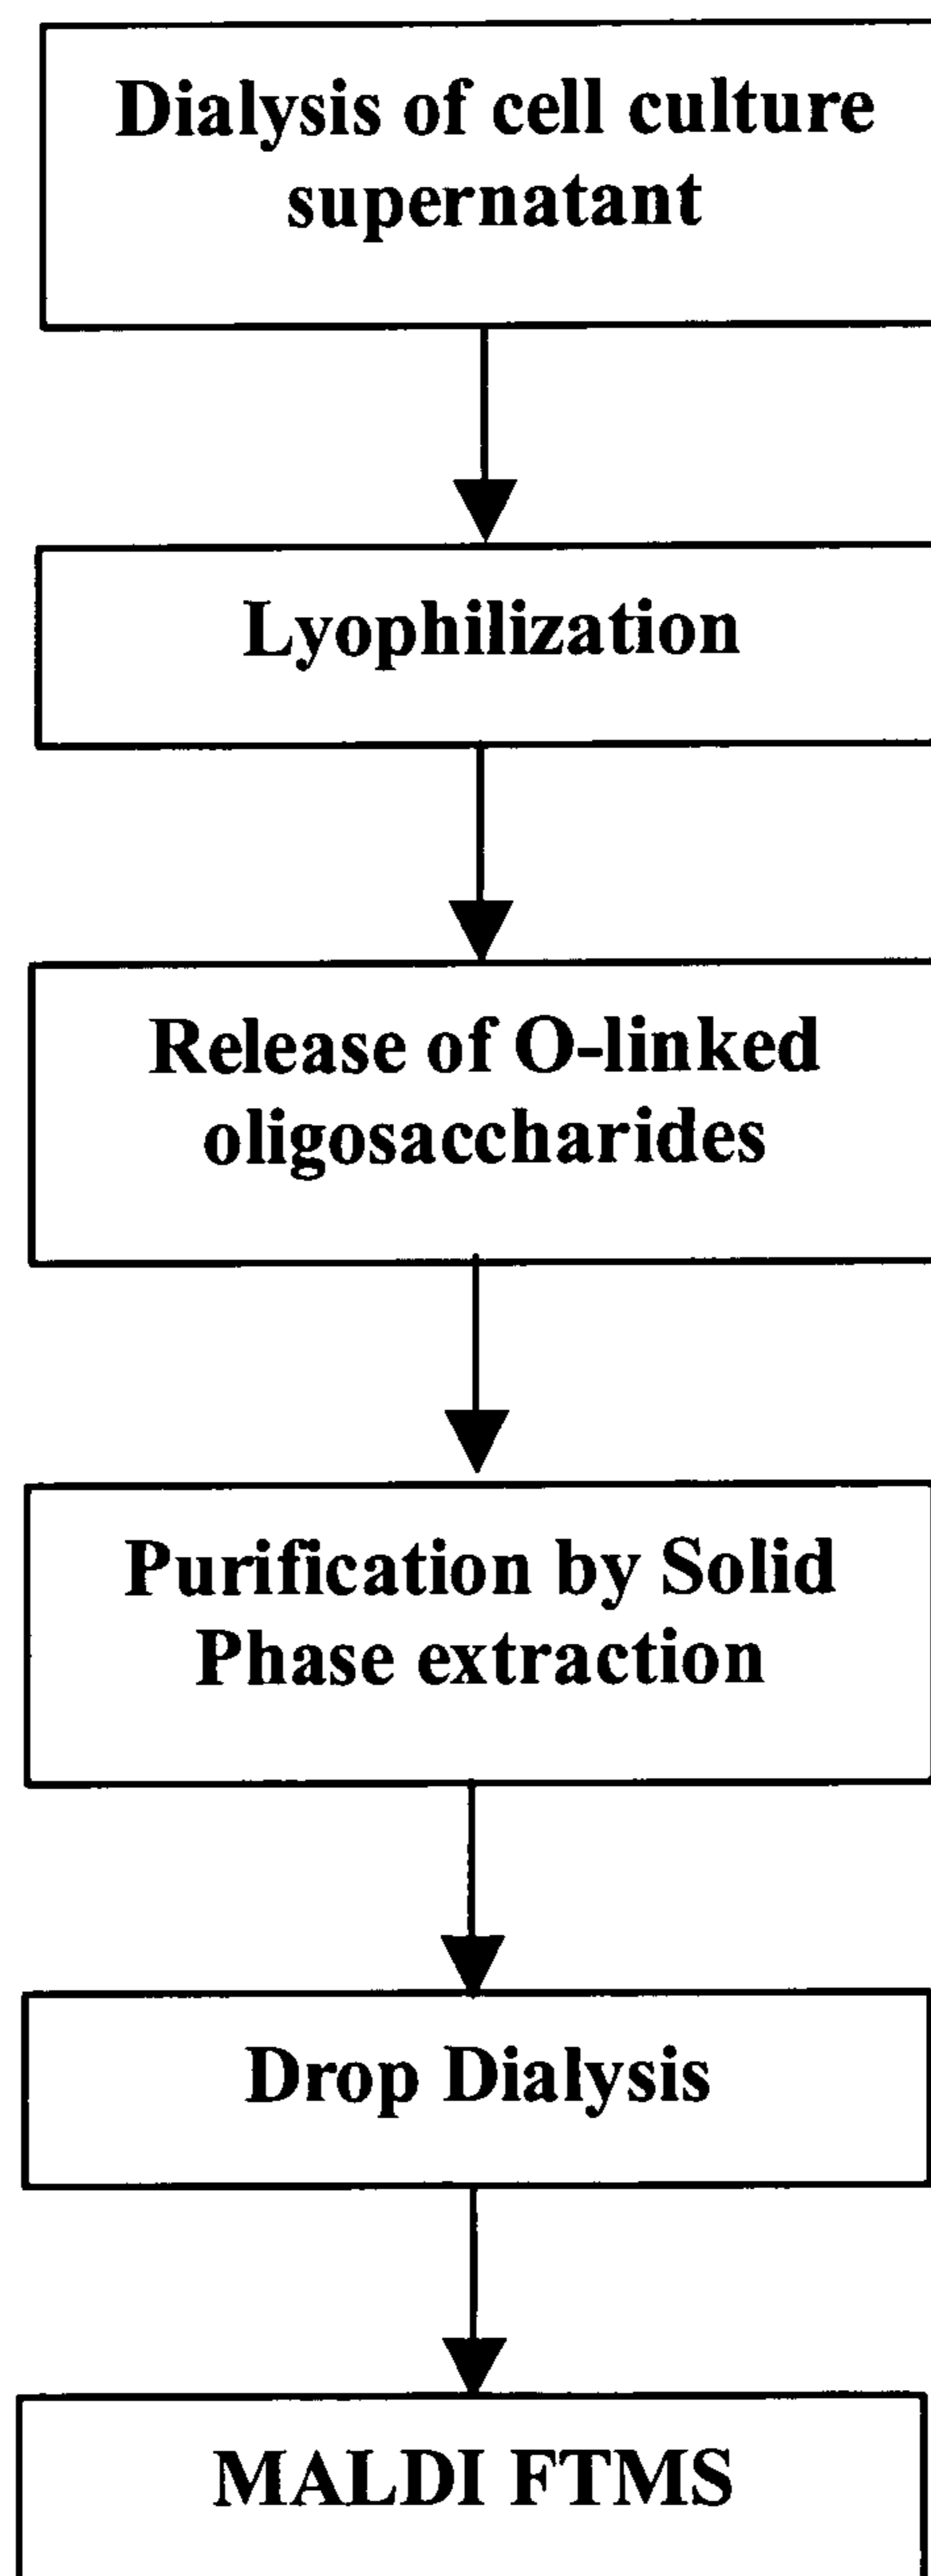 Dialysis of cell culture
supernatant
Lyophilization
Release of O-linked
oligosaccharides
Purification by Solid
Phase extraction
Drop Dialysis
MALDI FTMS